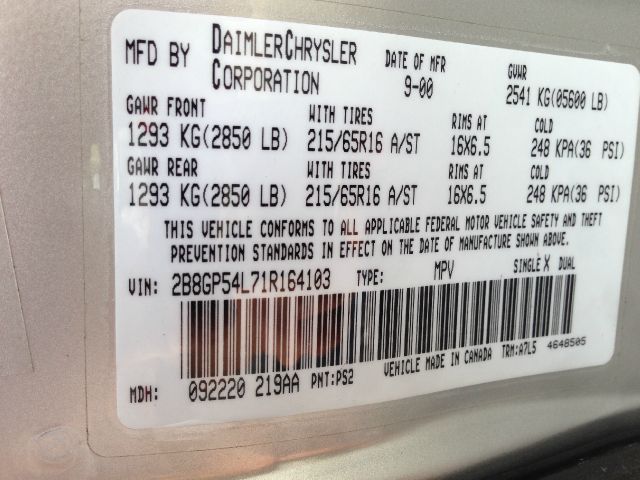 MFD BY DAIMLERCHRYSLER CORPORATION DATE OF MFR 9-00 GVWR 2541 KG(05600 LB)
GAWR FRONT WITH TIRES RIMS AT COLD
1293 KG(2850 LB) 215/65R16 A/ST 16X6.5 248 KPA(36 PSI)
GAWR REAR WITH TIRES RIMS AT COLD
1293 KG(2850 LB) 215/65R16 A/ST 16X6.5 248 KPA(36 PSI)
THIS VEHICLE CONFORMS TO ALL APPLICABLE FEDERAL MOTOR VEHICLE SAFETY AND THEFT
PREVENTION STANDARDS IN EFFECT ON THE DATE OF MANUFACTURE SHOWN ABOVE.
VIN: 2B8GP54L71R164103 TYPE: MPV SINGLE X DUAL
VEHICLE MADE IN CANADA TRM:A7L5 4648505
MDH: 092220 219AA PNT:PS2